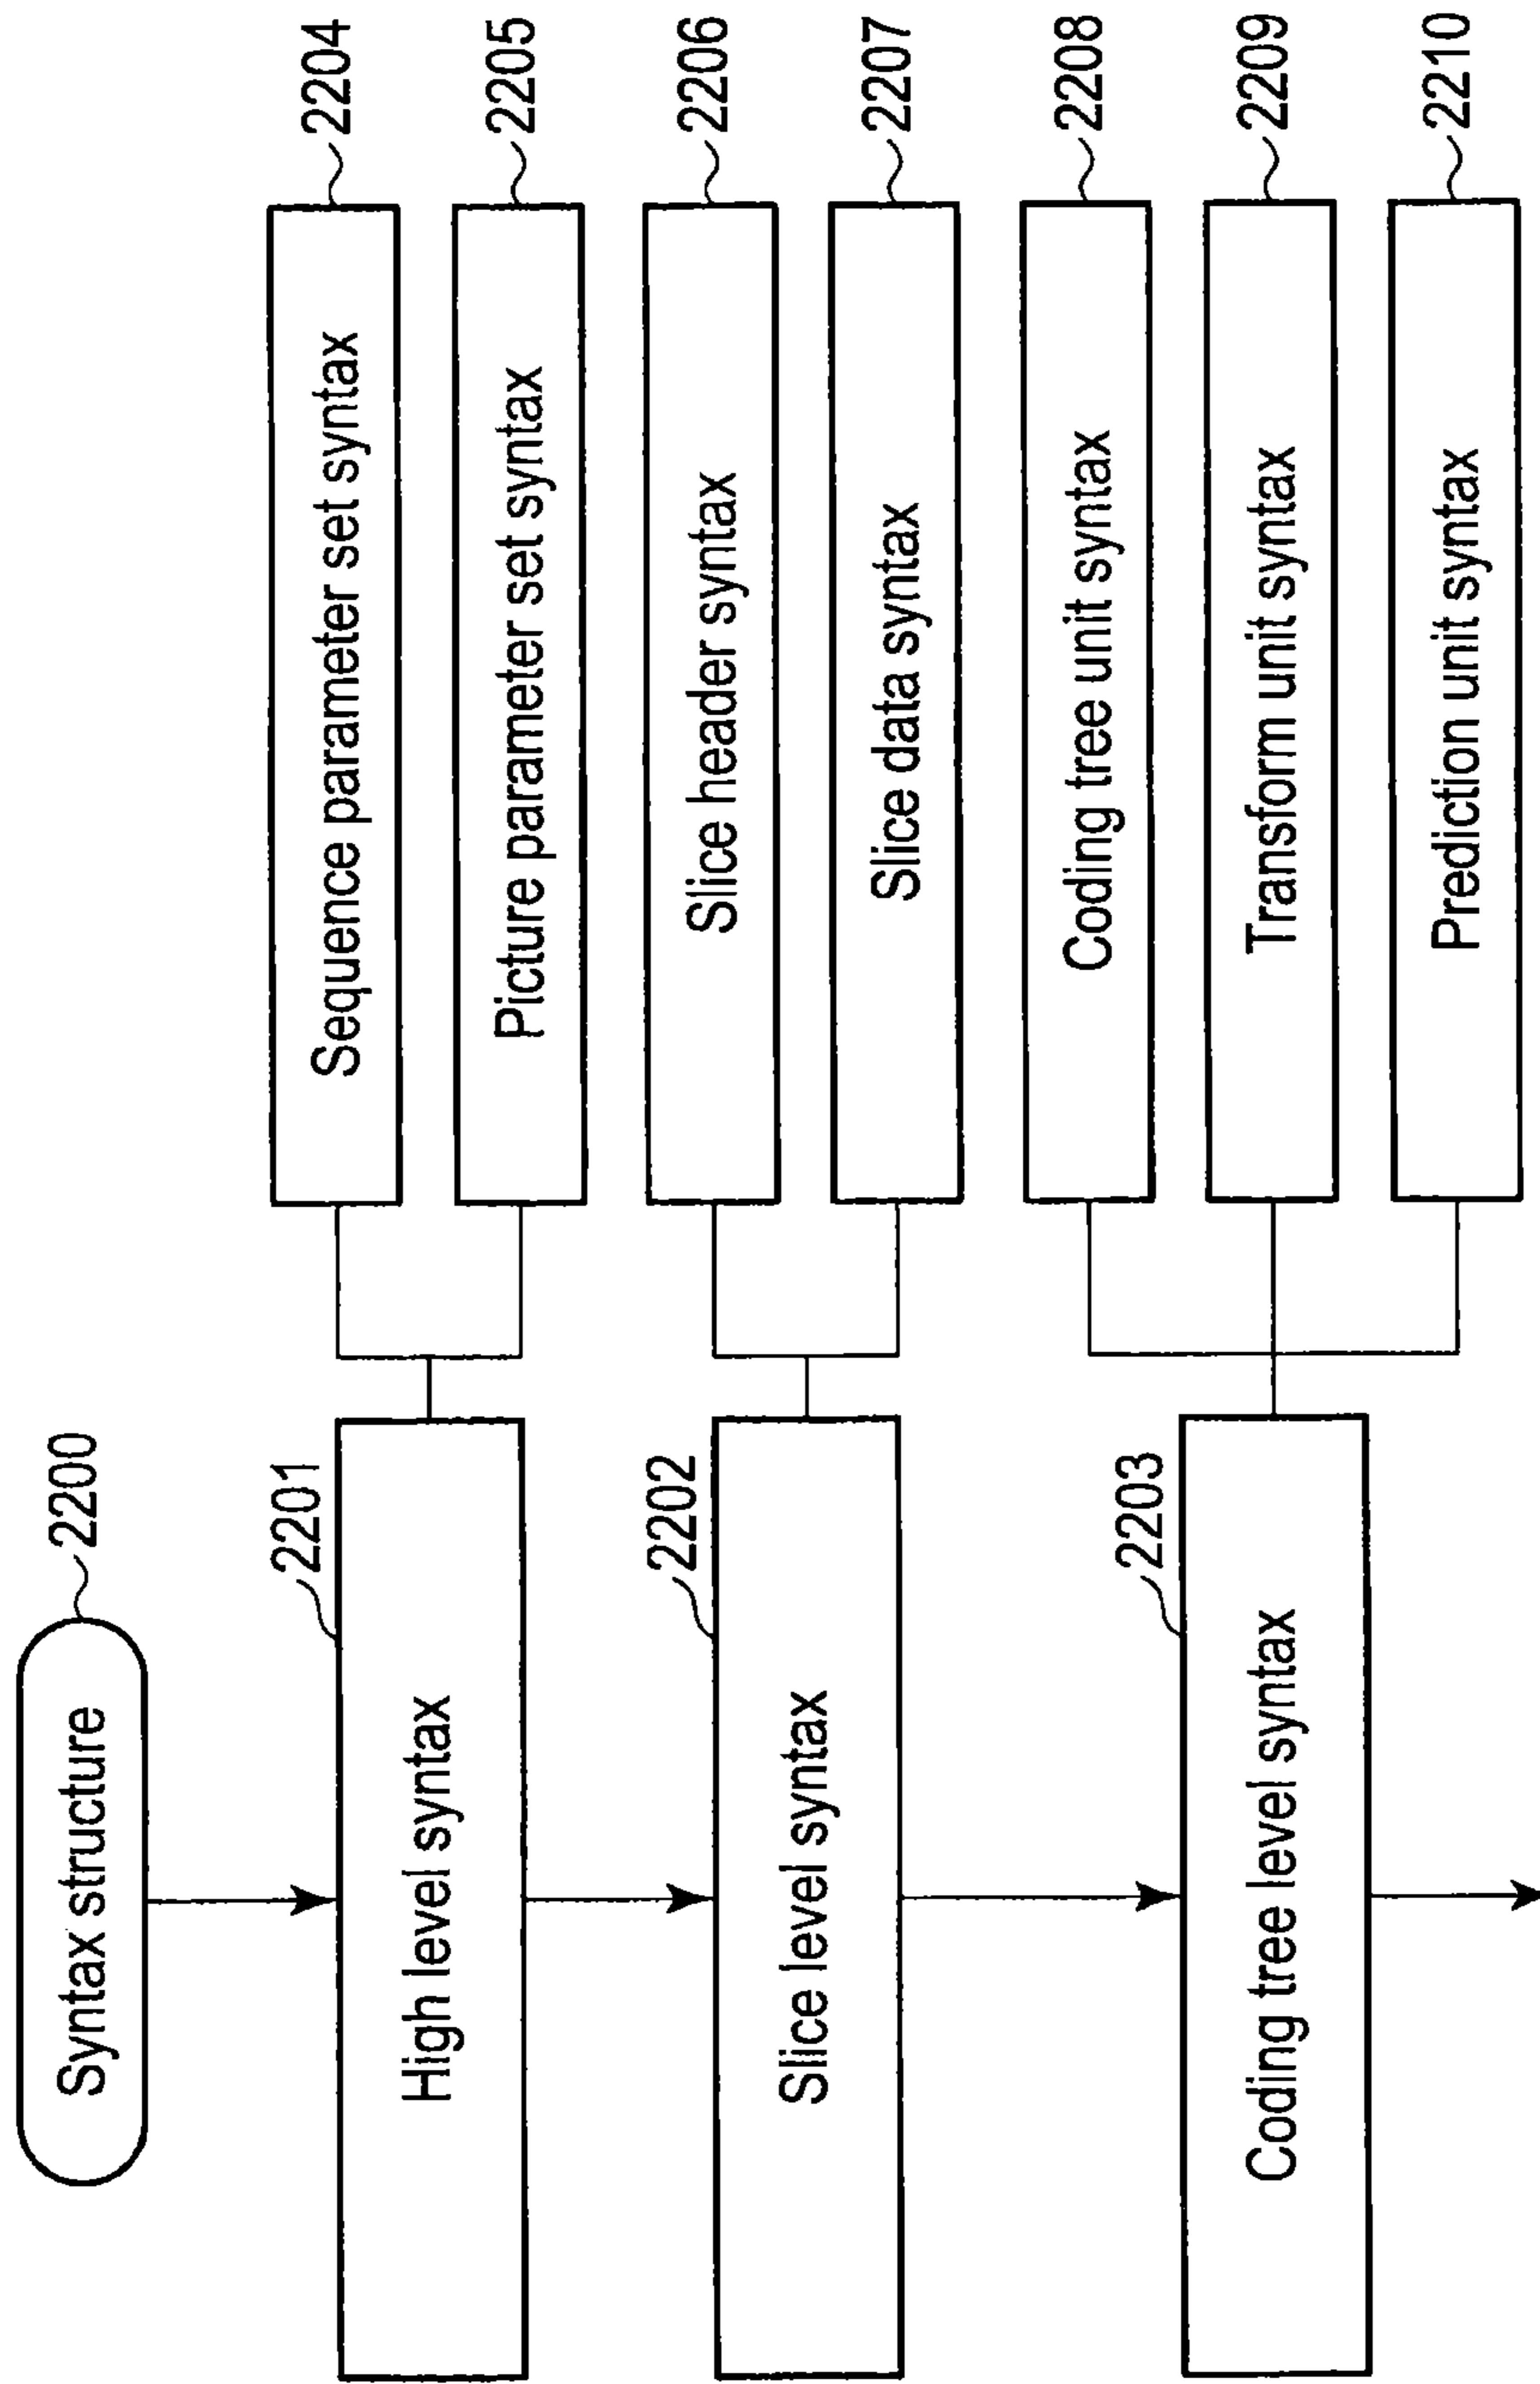 Syntax structure
2200
2201
High level syntax
Sequence parameter set syntax
2204
Picture parameter set syntax
2205
2202
Slice level syntax
Slice header syntax
2206
Slice data syntax
2207
2203
Coding tree level syntax
Coding tree unit syntax
2208
Transform unit syntax
2209
Prediction unit syntax
2210